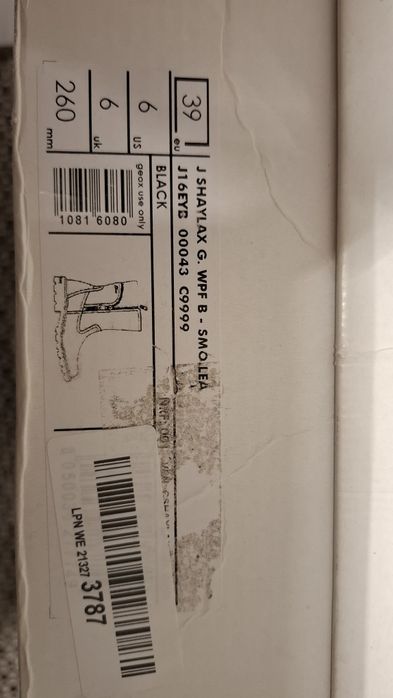 39 eu
6 US
6 uk
260 mm
J SHAYLAX G. WPF B - SMO.LEA
J16EYB 00043 C9999
BLACK
geox use only
1081 6080
LPN WE 21327 3787